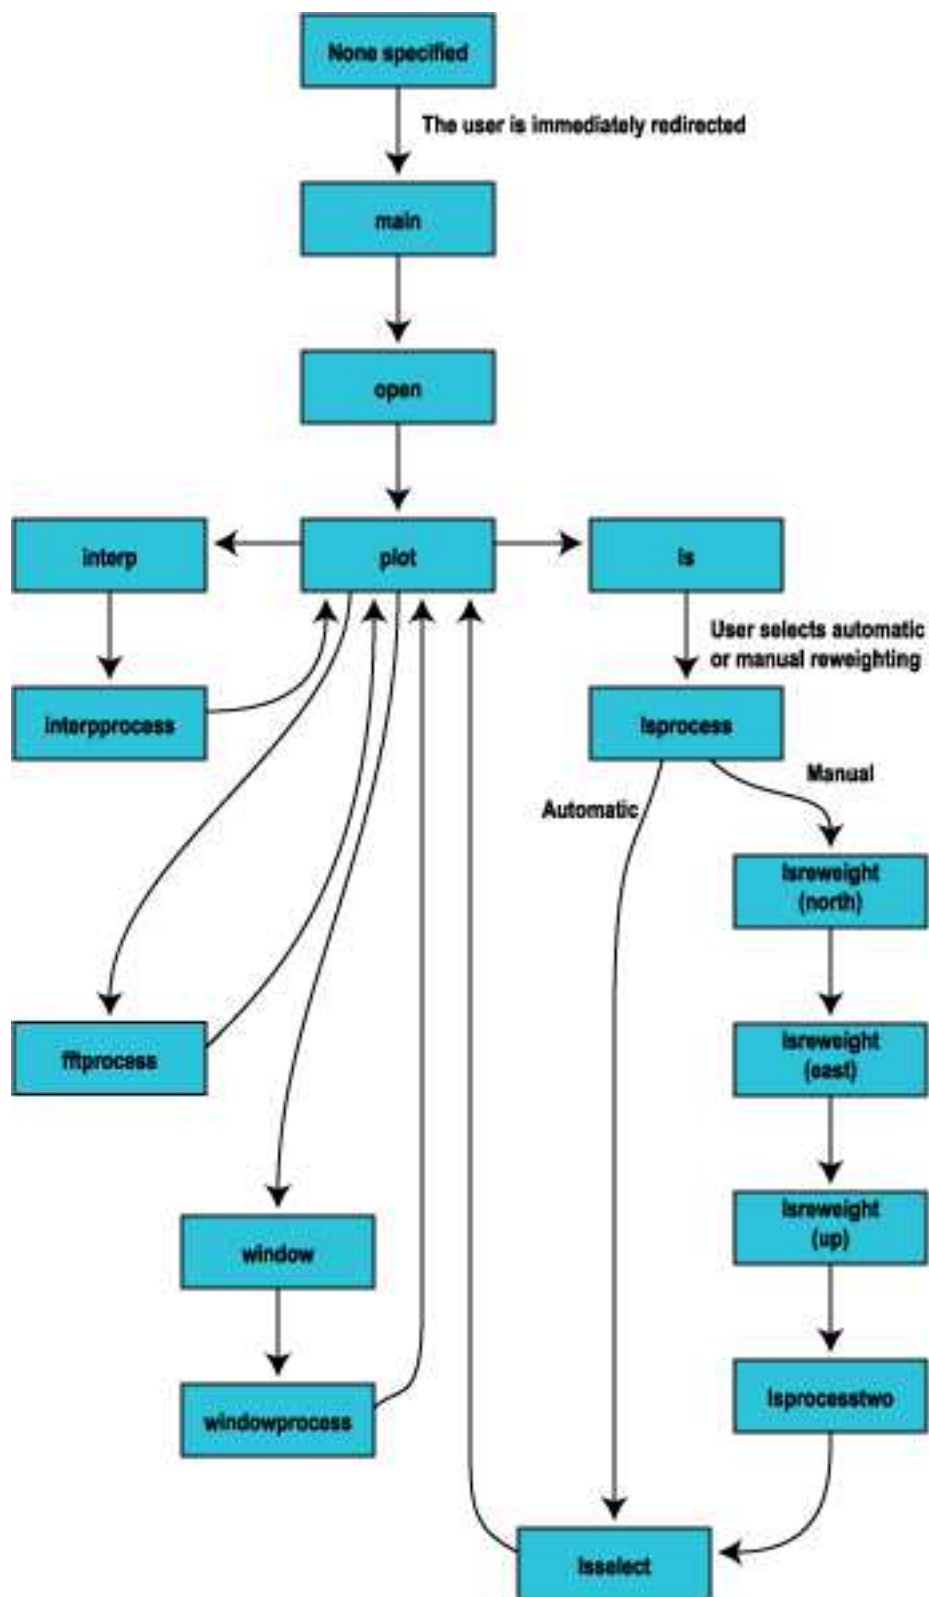 None specified
The user is immediately redirected
main
open
interp
plot
ls
User selects automatic
or manual reweighting
interpprocess
lsprocess
Manual
Automatic
lsreweight
(north)
fftprocess
lsreweight
(east)
lsreweight
(up)
window
windowprocess
lsprocesstwo
lsselect